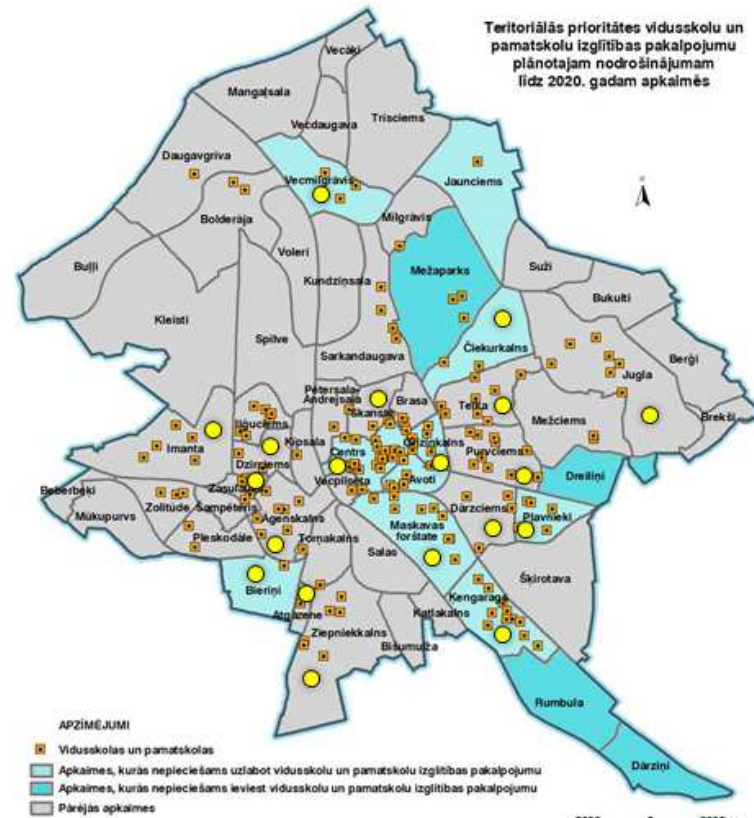 Teritoriālās prioritātes vidusskolu un
pamatskolu izglītības pakalpojumu
plānotajam nodrošinājumam
līdz 2020. gadam apkaimēs
Vecāķi
Mangaļsala
Vecdaugava
Trisciems
Daugavgrīva
Vecmīlgrāvis
Jaunciems
Bolderāja
Mīlgrāvis
Voleri
Buļļi
Kundziņsala
Mežaparks
Suži
Bukulti
Kleisti
Spilve
Čiekurkalns
Sarkandaugava
Jugla
Berģi
Pētersala-
Andrejsala
Skanste
Brasa
Teika
Brekši
Mežciems
Iļģuciems
Ķīpsala
Imanta
Centrs
Grīziņkalns
Purvciems
Dzirciems
Vecpilsēta
Avoti
Dreiliņi
Beberbeķi
Zasulauks
Zolitūde
Šampēteris
Āgenskalns
Dārzciems
Pļavnieki
Mūkupurvs
Pleskodāle
Torņakalns
Maskavas
forštate
Salas
Šķirotava
Bieriņi
Ķengarags
Atgāzene
Katlakalns
Ziepniekkalns
Bišumuiža
Rumbula
Dārziņi
APZĪMĒJUMI
Vidusskolas un pamatskolas
Apkaimes, kurās nepieciešams uzlabot vidusskolu un pamatskolu izglītības pakalpojumu
Apkaimes, kurās nepieciešams ieviest vidusskolu un pamatskolu izglītības pakalpojumu
Pārējās apkaimes